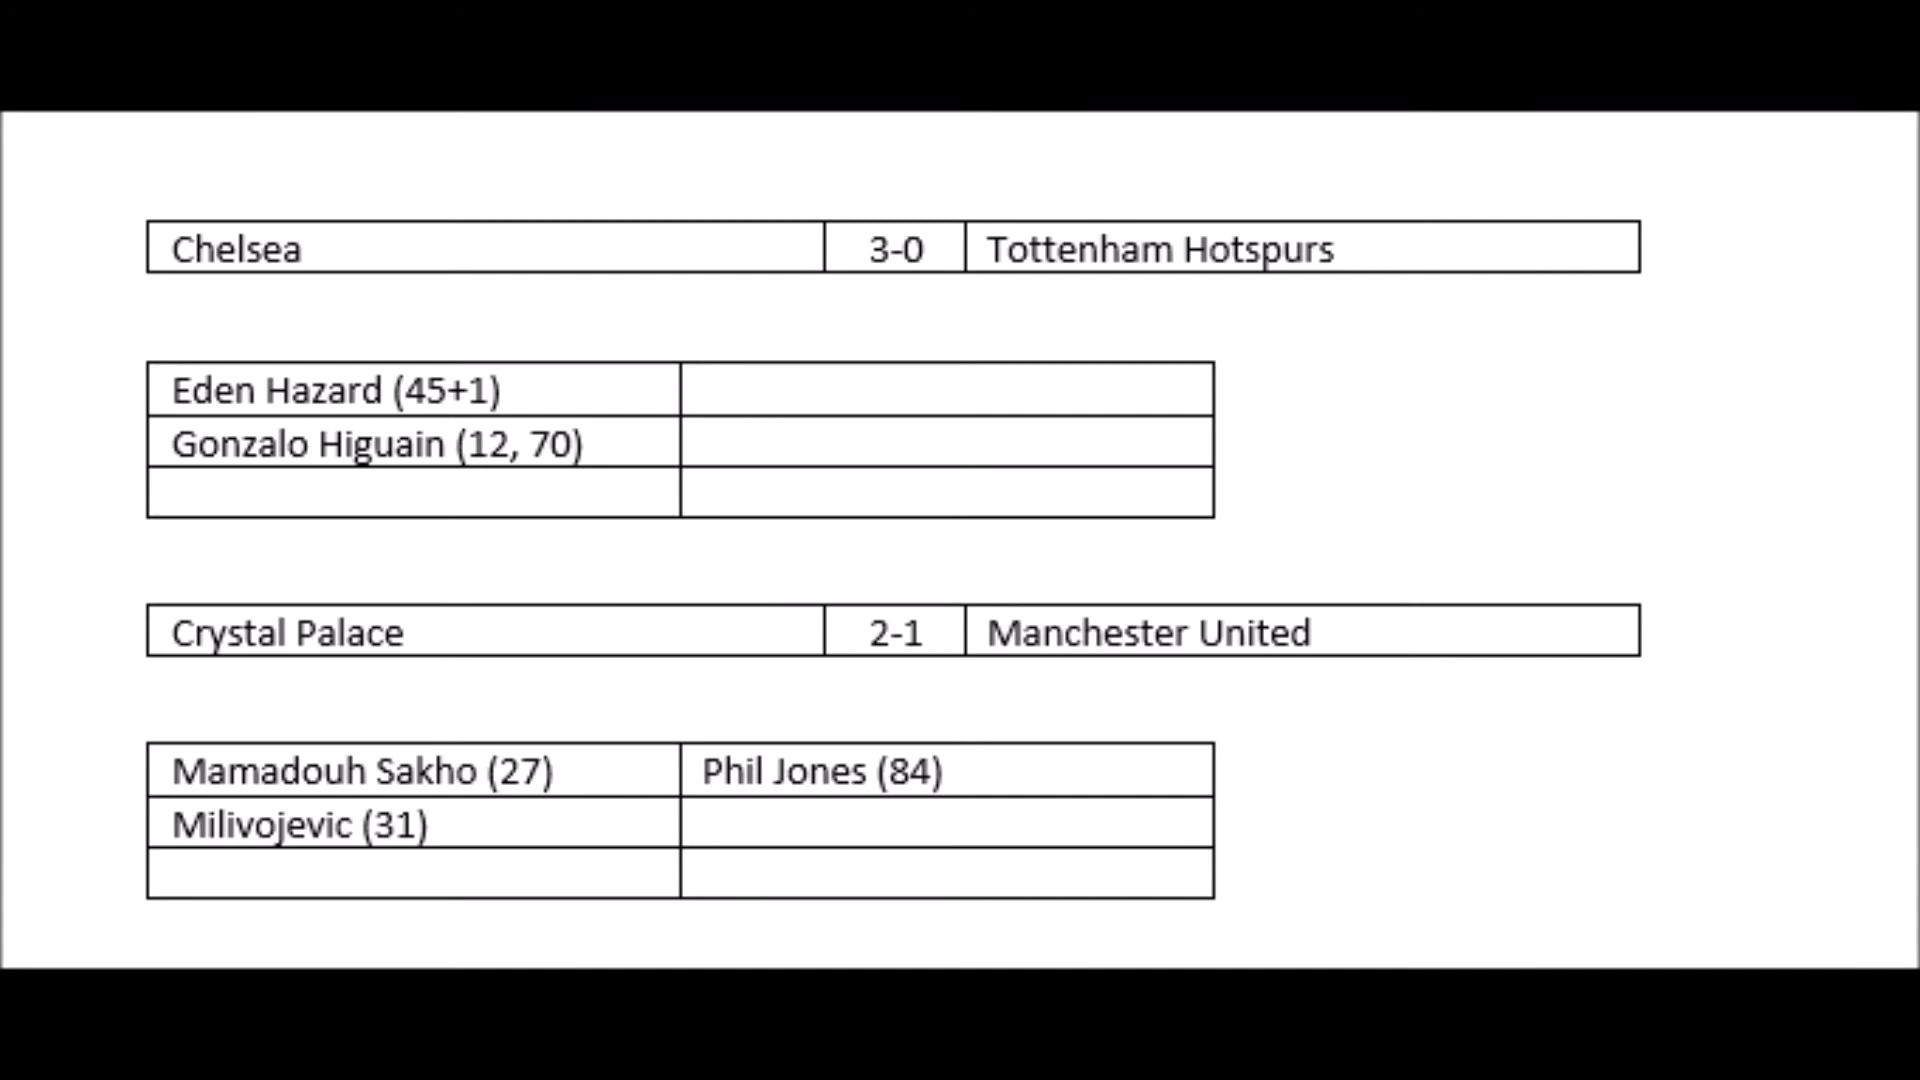 Chelsea 3-0 Tottenham Hotspurs
Eden Hazard (45+1)
Gonzalo Higuain (12, 70)
Crystal Palace 2-1 Manchester United
Mamadouh Sakho (27) Phil Jones (84)
Milivojevic (31)